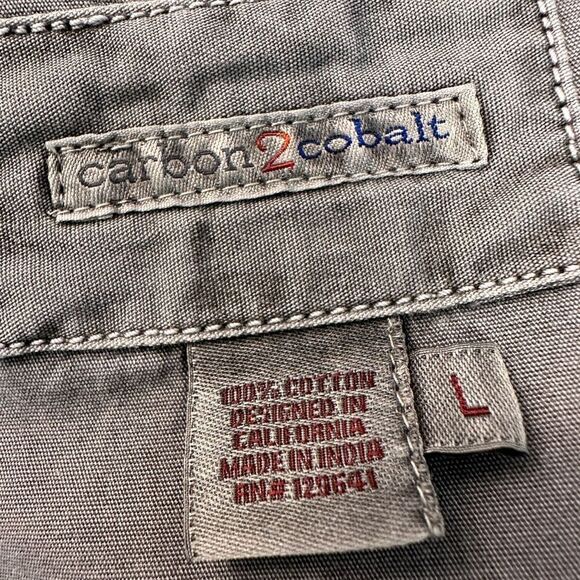 carbon2cobalt
100% COTTON
DESIGNED IN
CALIFORNIA
MADE IN INDIA
RN# 129641
L